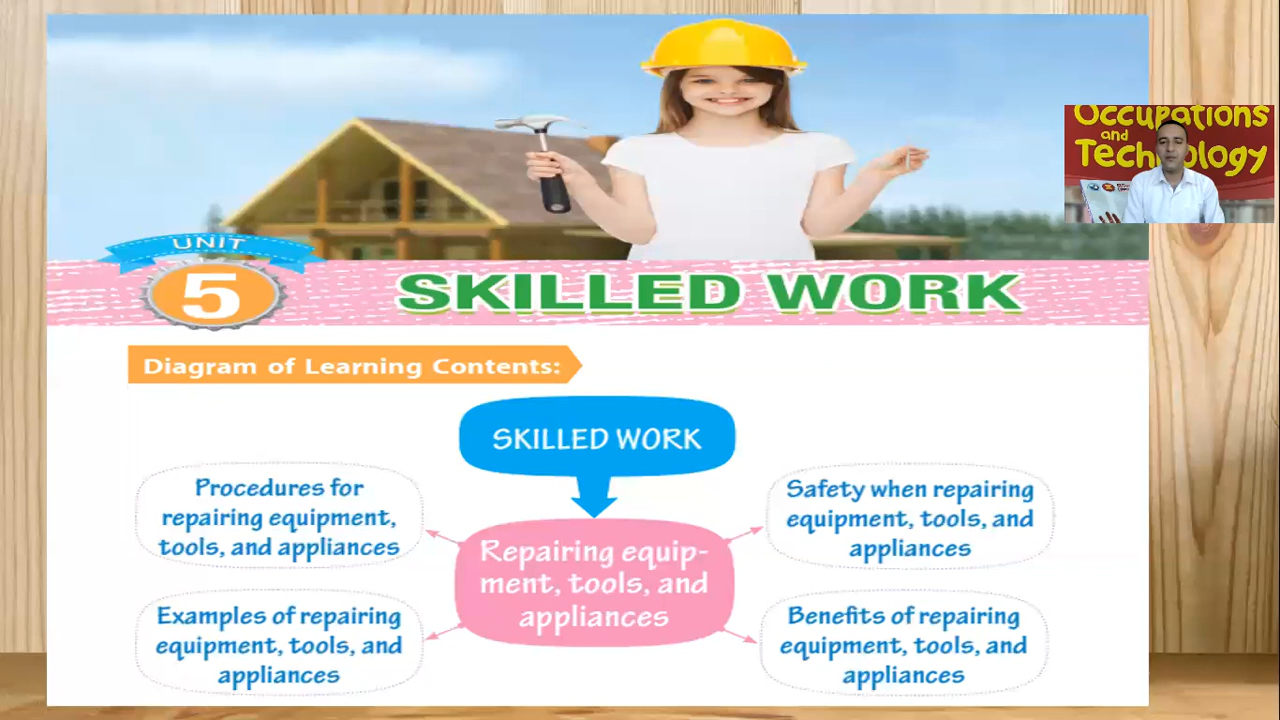 Occupations
and
Technology
UNIT
5
SKILLED WORK
Diagram of Learning Contents:
SKILLED WORK
Procedures for
repairing equipment,
tools, and appliances
Safety when repairing
equipment, tools, and
appliances
Repairing equip-
ment, tools, and
appliances
Examples of repairing
equipment, tools, and
appliances
Benefits of repairing
equipment, tools, and
appliances